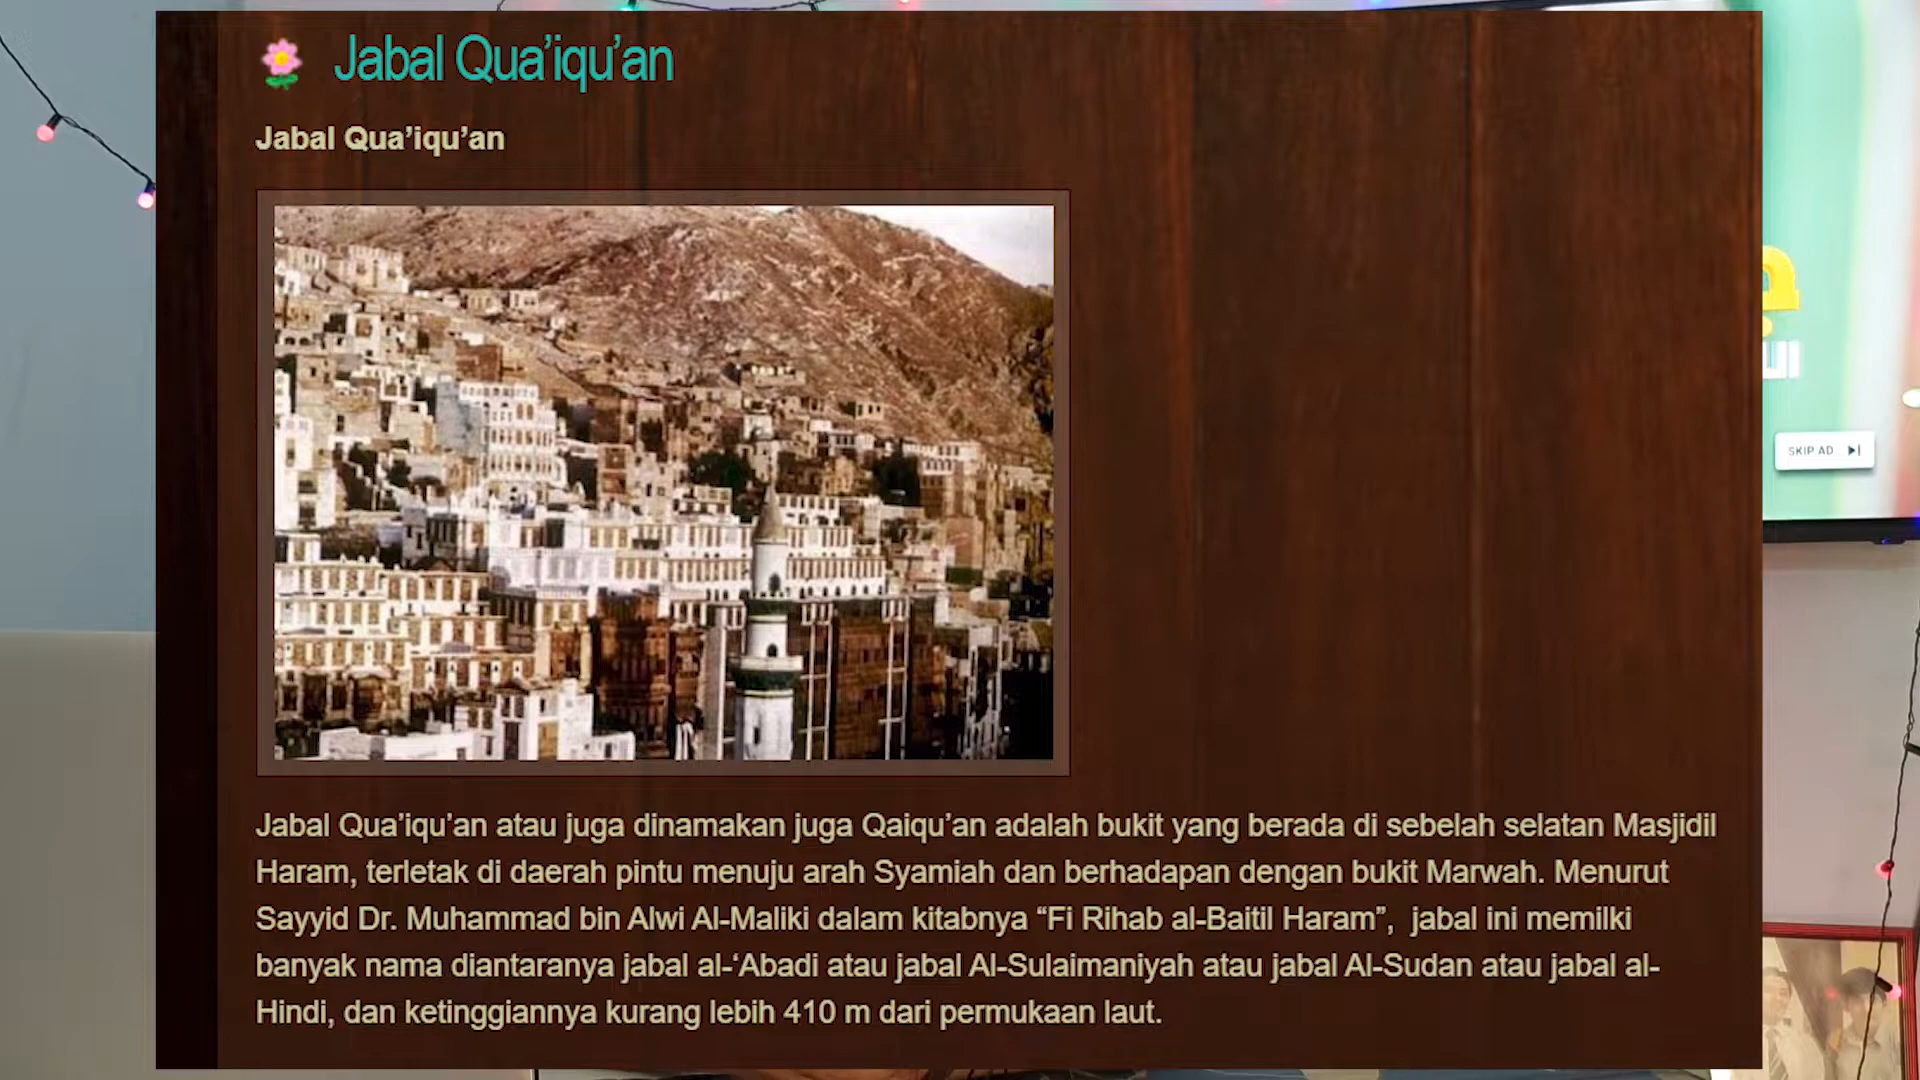 Jabal Qua’iqu’an
Jabal Qua’iqu’an
Jabal Qua’iqu’an atau juga dinamakan juga Qaiqu’an adalah bukit yang berada di sebelah selatan Masjidil
Haram, terletak di daerah pintu menuju arah Syamiah dan berhadapan dengan bukit Marwah. Menurut
Sayyid Dr. Muhammad bin Alwi Al-Maliki dalam kitabnya “Fi Rihab al-Baitil Haram”,  jabal ini memilki
banyak nama diantaranya jabal al-‘Abadi atau jabal Al-Sulaimaniyah atau jabal Al-Sudan atau jabal al-
Hindi, dan ketinggiannya kurang lebih 410 m dari permukaan laut.
SKIP AD